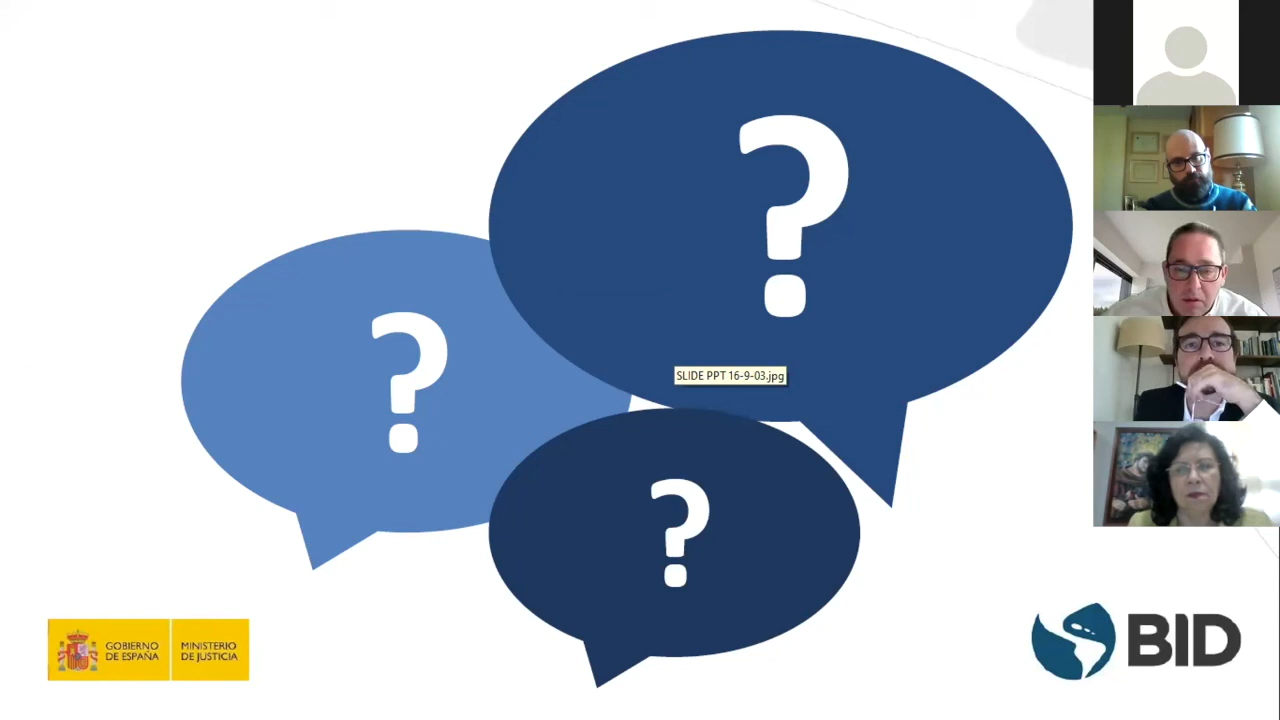 ?
?
SLIDE PPT 16-9-03.jpg
?
GOBIERNO
DE ESPAÑA
MINISTERIO
DE JUSTICIA
BID